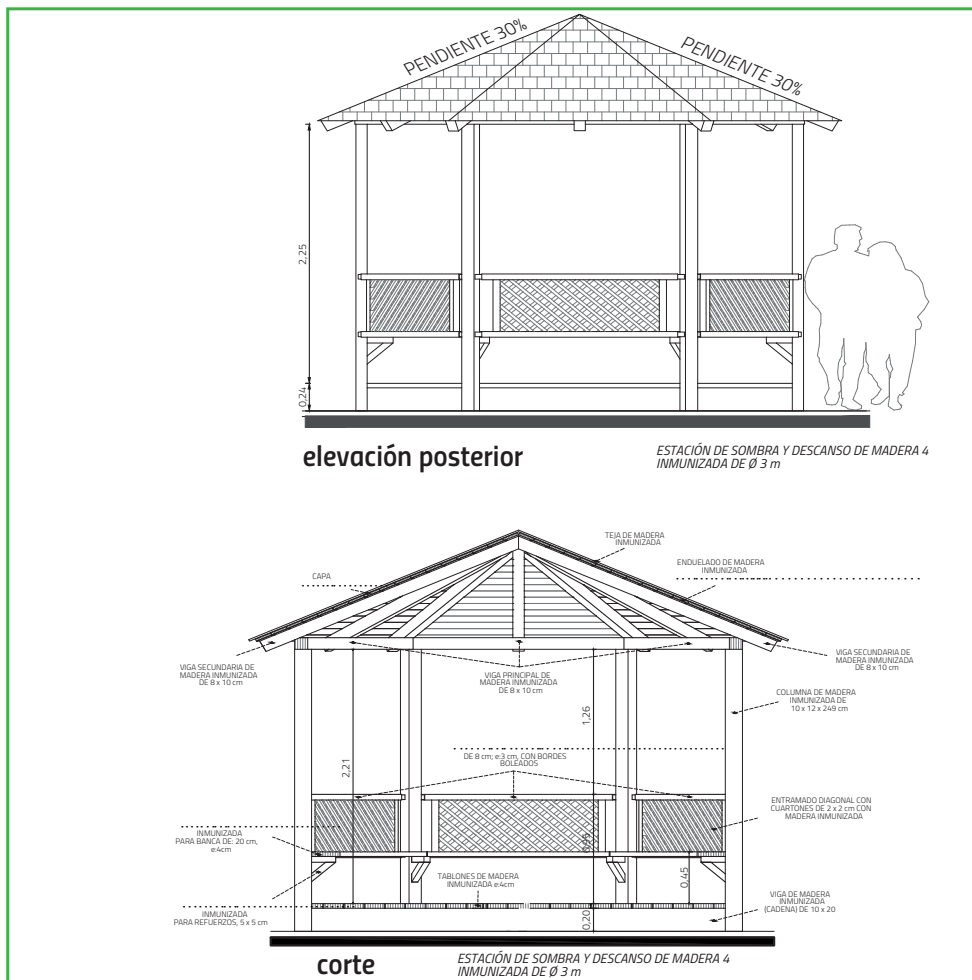 PENDIENTE 30%
PENDIENTE 30%
2,25
0,24
elevación posterior
ESTACIÓN DE SOMBRA Y DESCANSO DE MADERA 4
INMUNIZADA DE Ø 3 m
TEJA DE MADERA
INMUNIZADA
CAPA
ENDUELADO DE MADERA
INMUNIZADA
VIGA SECUNDARIA DE
MADERA INMUNIZADA
DE 8 x 10 cm
VIGA PRINCIPAL DE
MADERA INMUNIZADA
DE 8 x 10 cm
VIGA SECUNDARIA DE
MADERA INMUNIZADA
DE 8 x 10 cm
COLUMNA DE MADERA
INMUNIZADA DE
10 x 12 x 249 cm
1,26
2,21
DE 8 cm; e:3 cm, CON BORDES
BOLEADOS
ENTRAMADO DIAGONAL CON
CUARTONES DE 2 x 2 cm CON
MADERA INMUNIZADA
INMUNIZADA
PARA BANCA DE: 20 cm,
e:4cm
0,95
TABLONES DE MADERA
INMUNIZADA e:4cm
0,45
INMUNIZADA
PARA REFUERZOS, 5 x 5 cm
0,20
VIGA DE MADERA
INMUNIZADA
(CADENA) DE 10 x 20
corte
ESTACIÓN DE SOMBRA Y DESCANSO DE MADERA 4
INMUNIZADA DE Ø 3 m